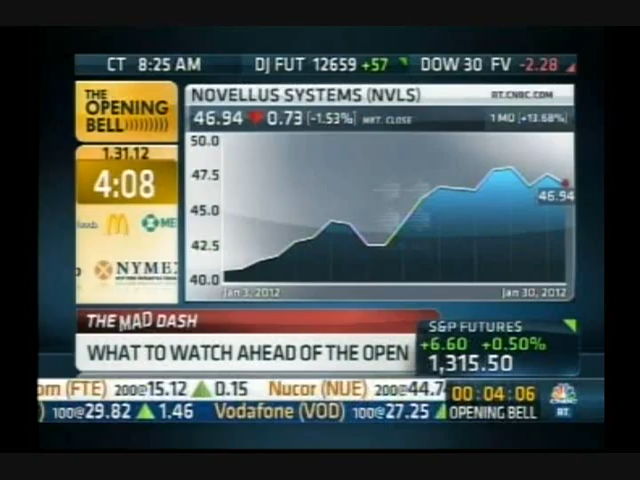 CT 8:25 AM DJ FUT 12659 +57 DOW 30 FV -2.28
THE OPENING BELL
NOVELLUS SYSTEMS (NVLS) RT.CNBC.COM
46.94 0.73 [-1.53%] MKT. CLOSE 1 MO [+13.68%]
50.0
47.5
45.0
42.5
40.0
46.94
Jan 3, 2012 Jan 30, 2012
1.31.12
4:08
NYMEX
THE MAD DASH
WHAT TO WATCH AHEAD OF THE OPEN
S&P FUTURES
+6.60 +0.50%
1,315.50
om (FTE) 200@15.12 0.15 Nucor (NUE) 200@44.7
) 100@29.82 1.46 Vodafone (VOD) 100@27.25
00:04:06
OPENING BELL
CNBC
RT.